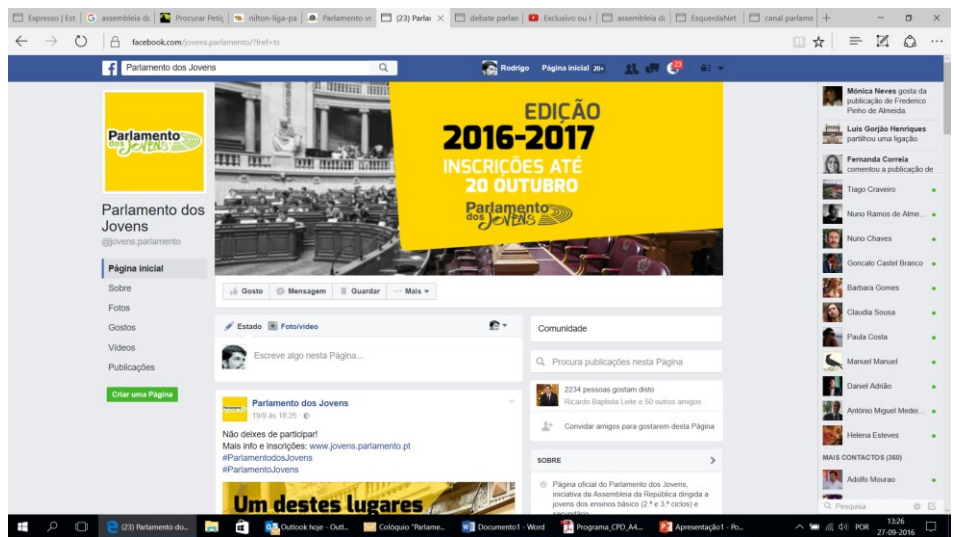 Expresso | Est
assembleia da
Procurar Petiç
nilton-liga-pa
Parlamento vs
(23) Parlar
debate parlan
Exclusivo ou
assembleia di
EsquerdaNet
canal parlame
facebook.com/jovens.parlamento/?fref=ts
Parlamento dos Jovens
Rodrigo
Página inicial 20+
23
Parlamento
dos JOVENS
EDIÇÃO
2016-2017
INSCRIÇÕES ATÉ
20 OUTUBRO
Parlamento
dos JOVENS
Parlamento dos
Jovens
@jovens.parlamento
Página inicial
Sobre
Fotos
Gostos
Vídeos
Publicações
Criar uma Página
Gosto
Mensagem
Guardar
Mais
Estado
Foto/vídeo
Escreve algo nesta Página...
Parlamento dos Jovens
19/9 às 18:25
Não deixes de participar!
Mais info e inscrições: www.jovens.parlamento.pt
#ParlamentodosJovens
#ParlamentoJovens
Um destes lugares
Comunidade
Procura publicações nesta Página
2234 pessoas gostam disto
Ricardo Baptista Leite e 50 outros amigos
Convidar amigos para gostarem desta Página
SOBRE
Página oficial do Parlamento dos Jovens,
iniciativa da Assembleia da República dirigida a
jovens dos ensinos básico (2.º e 3.º ciclos) e
secundário
Mónica Neves gosta da
publicação de Frederico
Pinho de Almeida.
Luis Gorjão Henriques
partilhou uma ligação.
Fernanda Correia
comentou a publicação de
Tiago Craveiro
Nuno Ramos de Alme...
Nuno Chaves
Goncalo Castel Branco
Barbara Gomes
Claudia Sousa
Paula Costa
Manuel Manuel
Daniel Adrião
António Miguel Medei...
Helena Esteves
MAIS CONTACTOS (360)
Adolfo Mourao
Pesquisa
(23) Parlamento do...
Outlook hoje - Outl...
Colóquio "Parlame...
Documento1 - Word
Programa_CPD_A4...
Apresentação1 - Po...
POR
13:26
27-09-2016